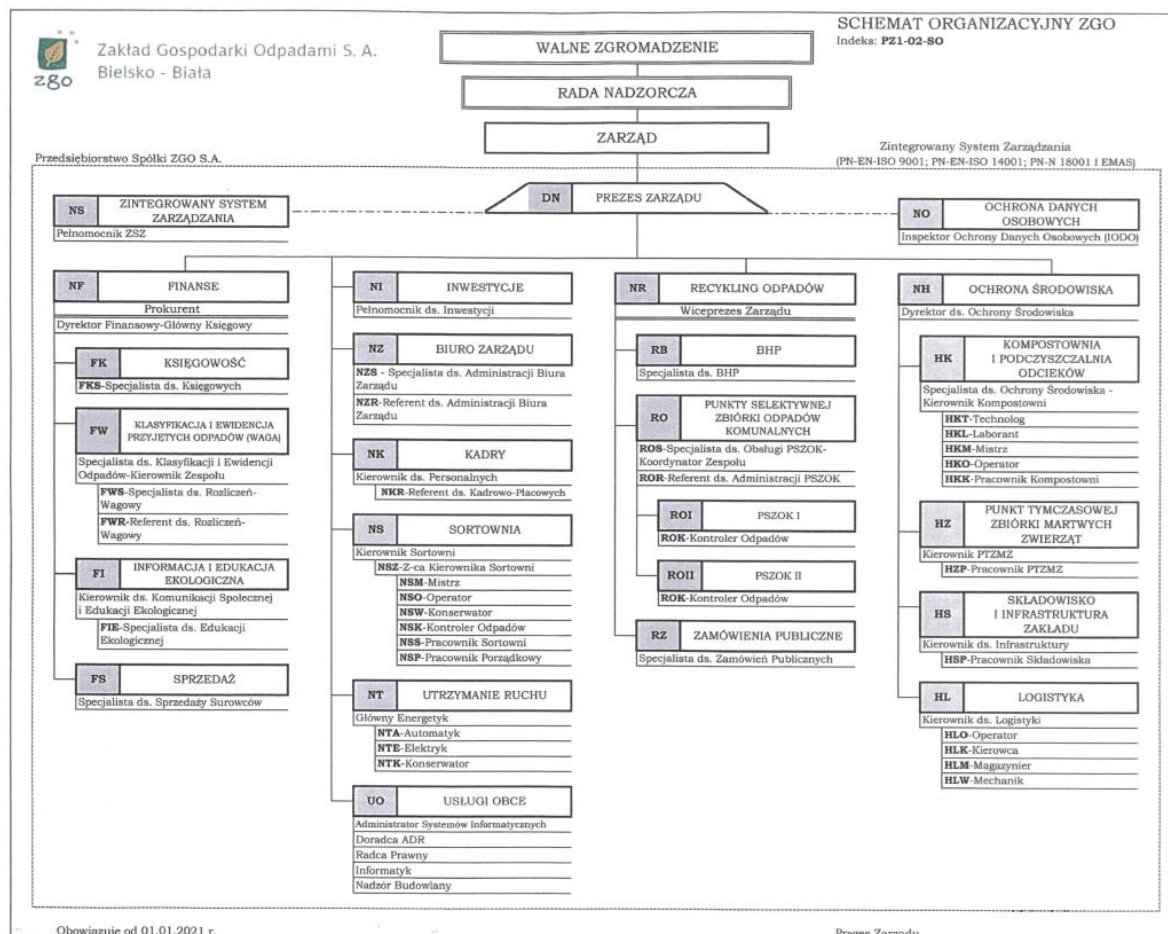 SCHEMAT ORGANIZACYJNY ZGO
Indeks: PZ1-02-SO
zgo
Zakład Gospodarki Odpadami S. A.
Bielsko - Biała
WALNE ZGROMADZENIE
RADA NADZORCZA
ZARZĄD
Przedsiębiorstwo Spółki ZGO S.A.
Zintegrowany System Zarządzania
(PN-EN-ISO 9001; PN-EN-ISO 14001; PN-N 18001 I EMAS)
DN PREZES ZARZĄDU
NS ZINTEGROWANY SYSTEM
ZARZĄDZANIA
Pełnomocnik ZSZ
NO OCHRONA DANYCH
OSOBOWYCH
Inspektor Ochrony Danych Osobowych (IODO)
NF FINANSE
Prokurent
Dyrektor Finansowy-Główny Księgowy
FK KSIĘGOWOŚĆ
FKS-Specjalista ds. Księgowych
FW KLASYFIKACJA I EWIDENCJA
PRZYJĘTYCH ODPADÓW (WAGA)
Specjalista ds. Klasyfikacji i Ewidencji
Odpadów-Kierownik Zespołu
FWS-Specjalista ds. Rozliczeń-
Wagowy
FWR-Referent ds. Rozliczeń-
Wagowy
FI INFORMACJA I EDUKACJA
EKOLOGICZNA
Kierownik ds. Komunikacji Społecznej
i Edukacji Ekologicznej
FIE-Specjalista ds. Edukacji
Ekologicznej
FS SPRZEDAŻ
Specjalista ds. Sprzedaży Surowców
NI INWESTYCJE
Pełnomocnik ds. Inwestycji
NZ BIURO ZARZĄDU
NZS - Specjalista ds. Administracji Biura
Zarządu
NZR-Referent ds. Administracji Biura
Zarządu
NK KADRY
Kierownik ds. Personalnych
NKR-Referent ds. Kadrowo-Płacowych
NS SORTOWNIA
Kierownik Sortowni
NSZ-Z-ca Kierownika Sortowni
NSM-Mistrz
NSO-Operator
NSW-Konserwator
NSK-Kontroler Odpadów
NSS-Pracownik Sortowni
NSP-Pracownik Porządkowy
NT UTRZYMANIE RUCHU
Główny Energetyk
NTA-Automatyk
NTE-Elektryk
NTK-Konserwator
UO USŁUGI OBCE
Administrator Systemów Informatycznych
Doradca ADR
Radca Prawny
Informatyk
Nadzór Budowlany
NR RECYKLING ODPADÓW
Wiceprezes Zarządu
RB BHP
Specjalista ds. BHP
RO PUNKTY SELEKTYWNEJ
ZBIÓRKI ODPADÓW
KOMUNALNYCH
ROS-Specjalista ds. Obsługi PSZOK-
Koordynator Zespołu
ROR-Referent ds. Administracji PSZOK
ROI PSZOK I
ROK-Kontroler Odpadów
ROII PSZOK II
ROK-Kontroler Odpadów
RZ ZAMÓWIENIA PUBLICZNE
Specjalista ds. Zamówień Publicznych
NH OCHRONA ŚRODOWISKA
Dyrektor ds. Ochrony Środowiska
HK KOMPOSTOWNIA
I PODCZYSZCZALNIA
ODCIEKÓW
Specjalista ds. Ochrony Środowiska -
Kierownik Kompostowni
HKT-Technolog
HKL-Laborant
HKM-Mistrz
HKO-Operator
HKK-Pracownik Kompostowni
HZ PUNKT TYMCZASOWEJ
ZBIÓRKI MARTWYCH
ZWIERZĄT
Kierownik PTZMZ
HZP-Pracownik PTZMZ
HS SKŁADOWISKO
I INFRASTRUKTURA
ZAKŁADU
Kierownik ds. Infrastruktury
HSP-Pracownik Składowiska
HL LOGISTYKA
Kierownik ds. Logistyki
HLO-Operator
HLK-Kierowca
HLM-Magazynier
HLW-Mechanik
Obowiązuje od 01.01.2021 r.
Prezes Zarządu